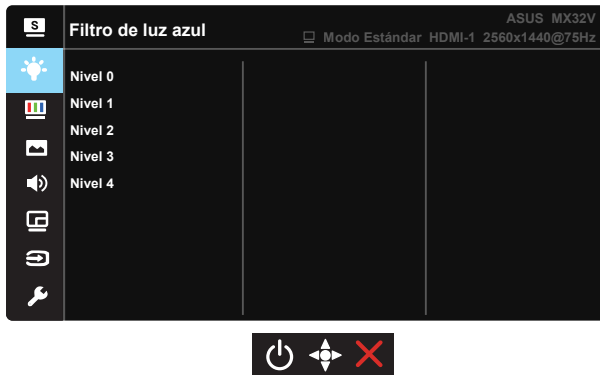 S
Filtro de luz azul
ASUS MX32V
Modo Estándar HDMI-1 2560x1440@75Hz
Nivel 0
Nivel 1
Nivel 2
Nivel 3
Nivel 4